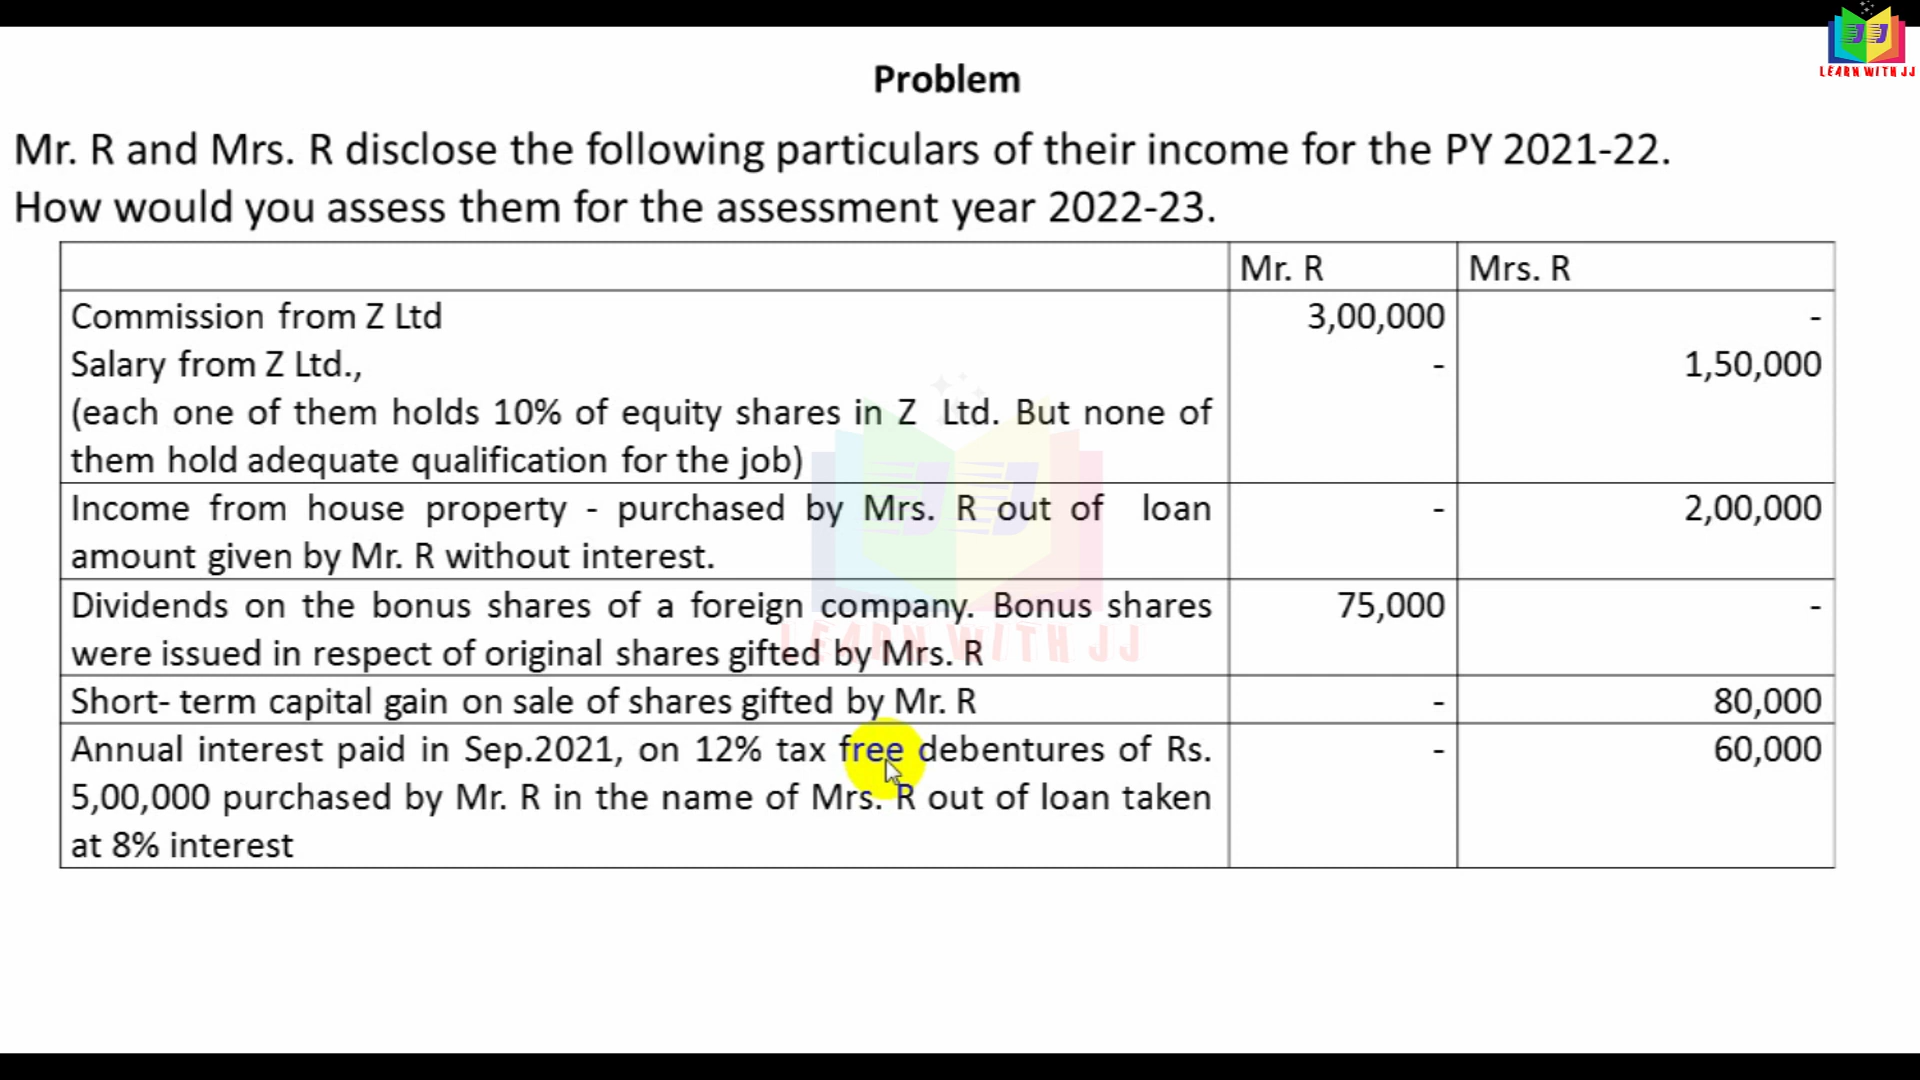 LEARN WITH JJ
Problem
Mr. R and Mrs. R disclose the following particulars of their income for the PY 2021-22.
How would you assess them for the assessment year 2022-23.
Mr. R Mrs. R
Commission from Z Ltd 3,00,000 -
Salary from Z Ltd., - 1,50,000
(each one of them holds 10% of equity shares in Z Ltd. But none of
them hold adequate qualification for the job)
Income from house property - purchased by Mrs. R out of loan - 2,00,000
amount given by Mr. R without interest.
Dividends on the bonus shares of a foreign company. Bonus shares 75,000 -
were issued in respect of original shares gifted by Mrs. R
Short- term capital gain on sale of shares gifted by Mr. R - 80,000
Annual interest paid in Sep.2021, on 12% tax free debentures of Rs. - 60,000
5,00,000 purchased by Mr. R in the name of Mrs. R out of loan taken
at 8% interest
LEARN WITH JJ